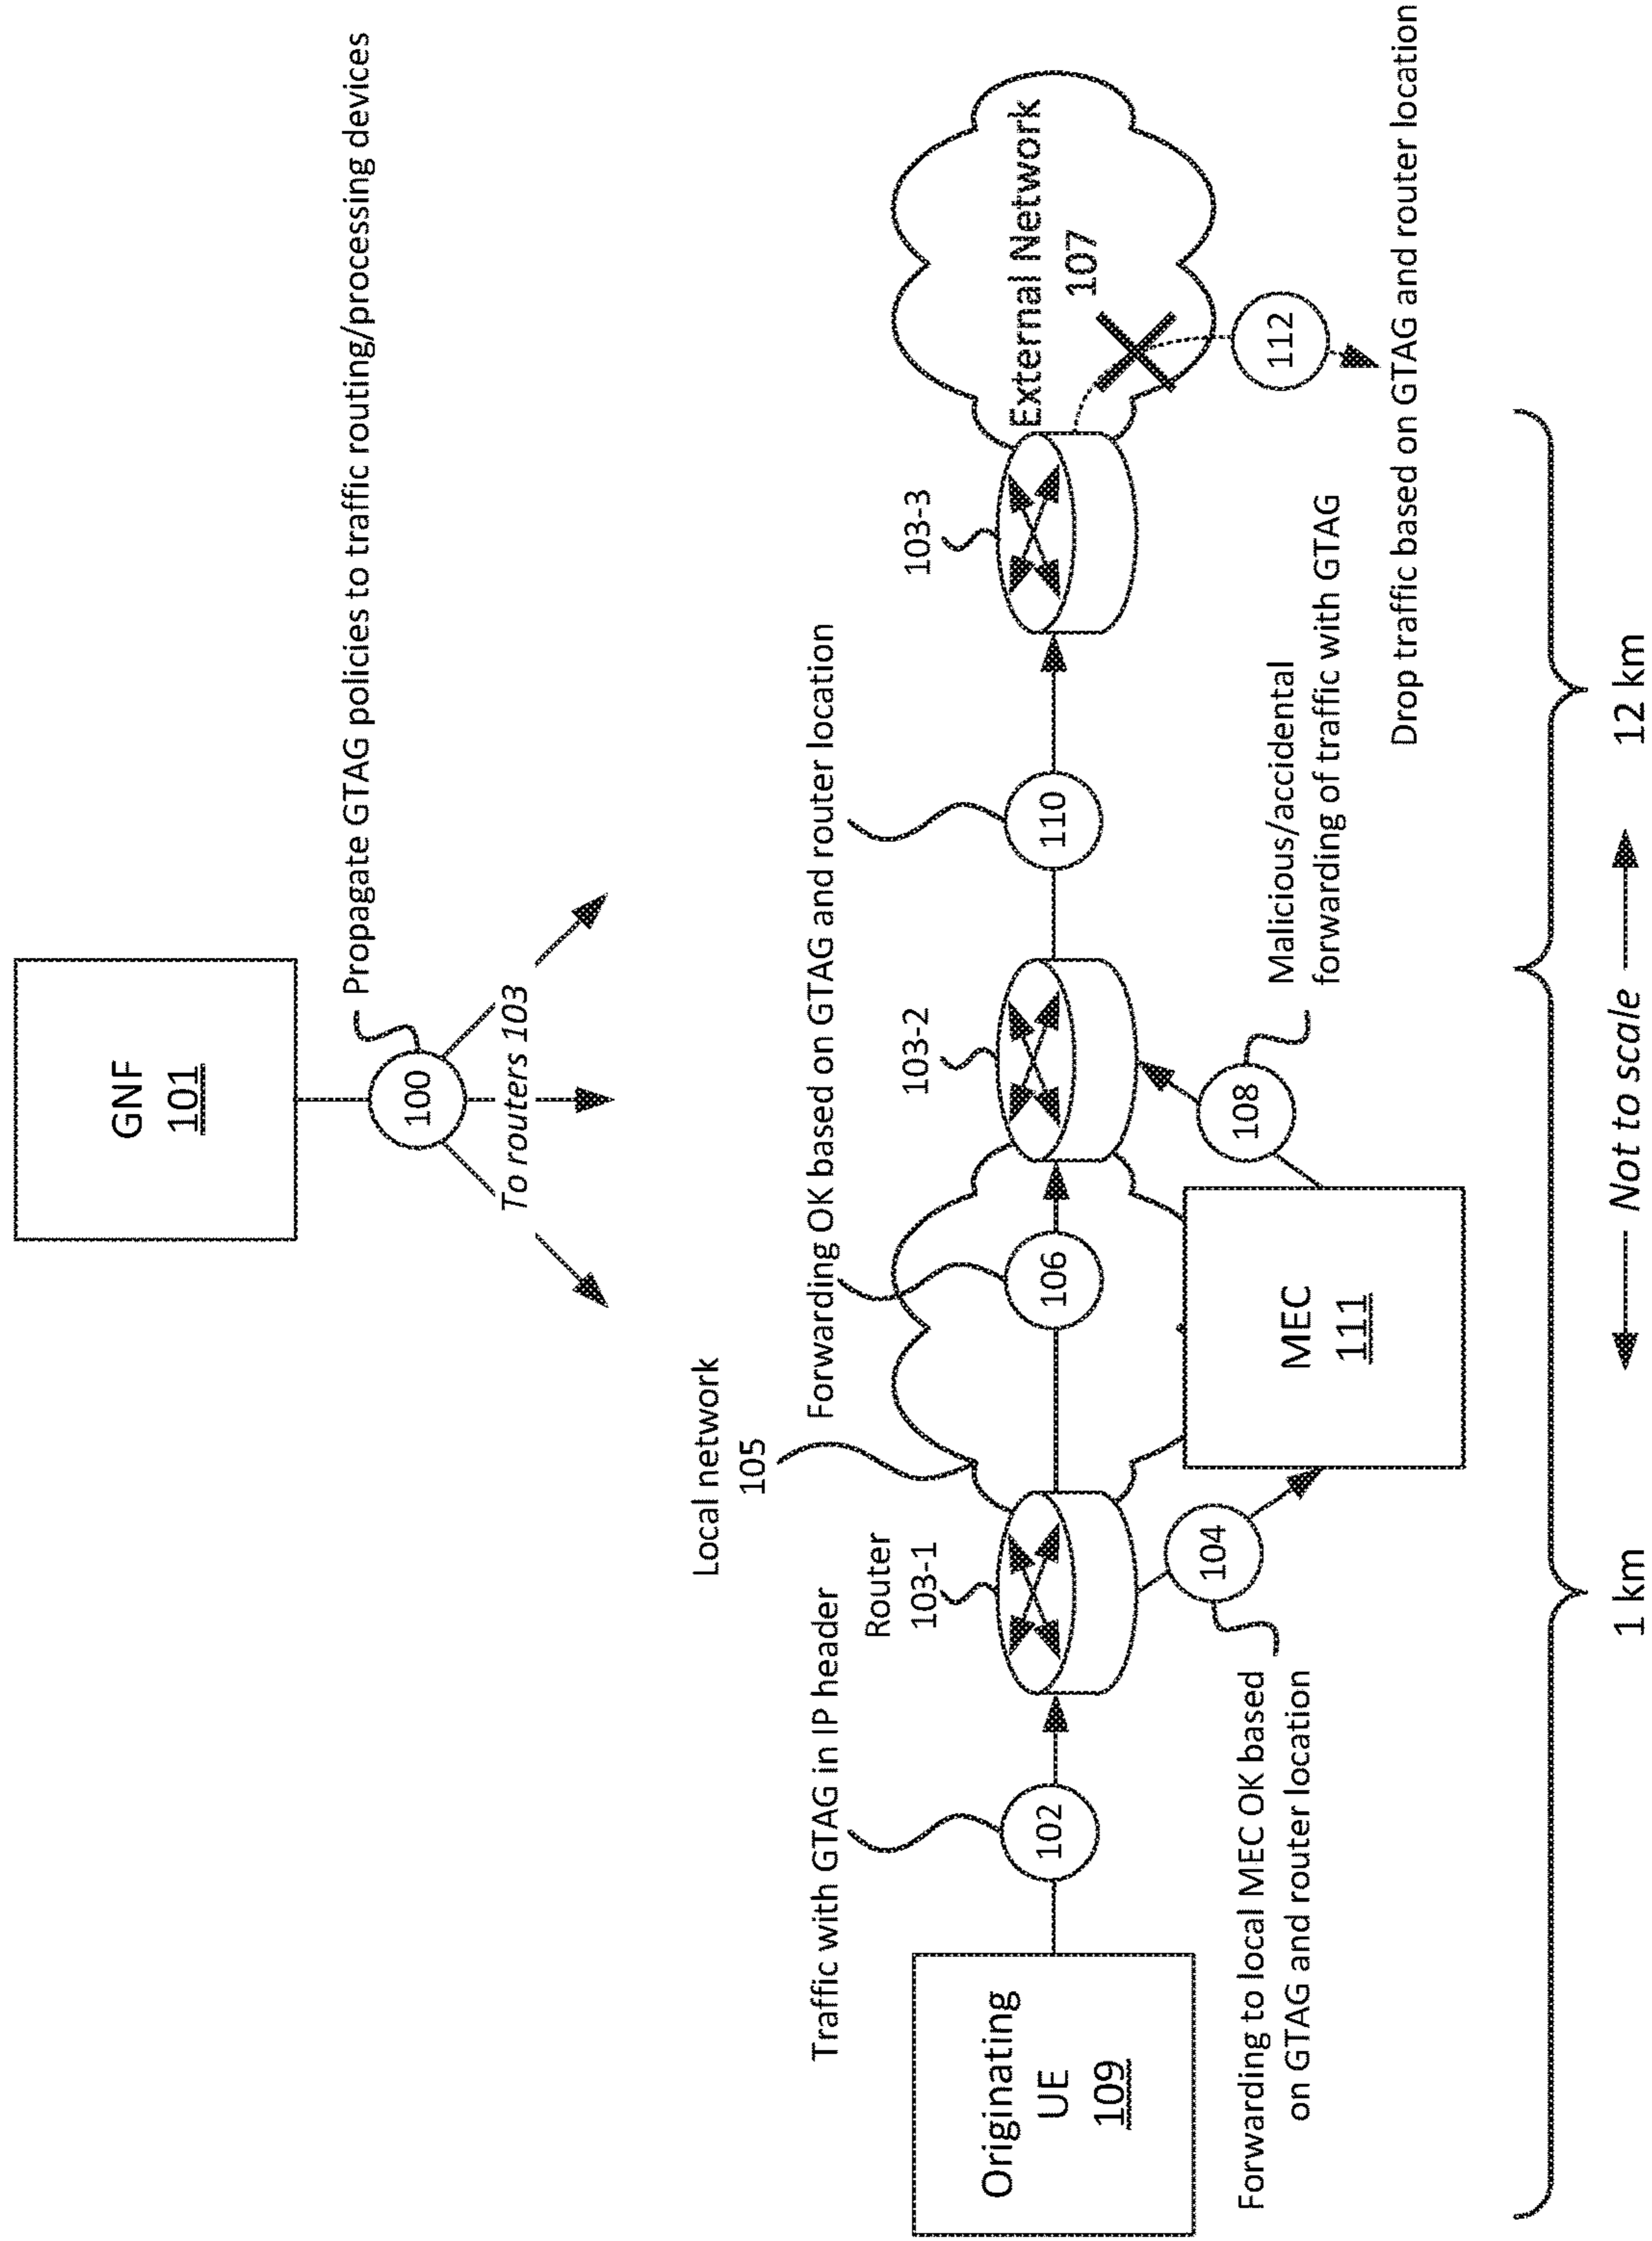 GNF
101
100
Propagate GTAG policies to traffic routing/processing devices
To routers 103
Local network
105
Traffic with GTAG in IP header
Forwarding OK based on GTAG and router location
Router
103-1
103-2
103-3
Originating
UE
109
102
106
110
External Network
107
104
108
112
MEC
111
Forwarding to local MEC OK based
on GTAG and router location
Malicious/accidental
forwarding of traffic with GTAG
Drop traffic based on GTAG and router location
1 km
Not to scale
12 km